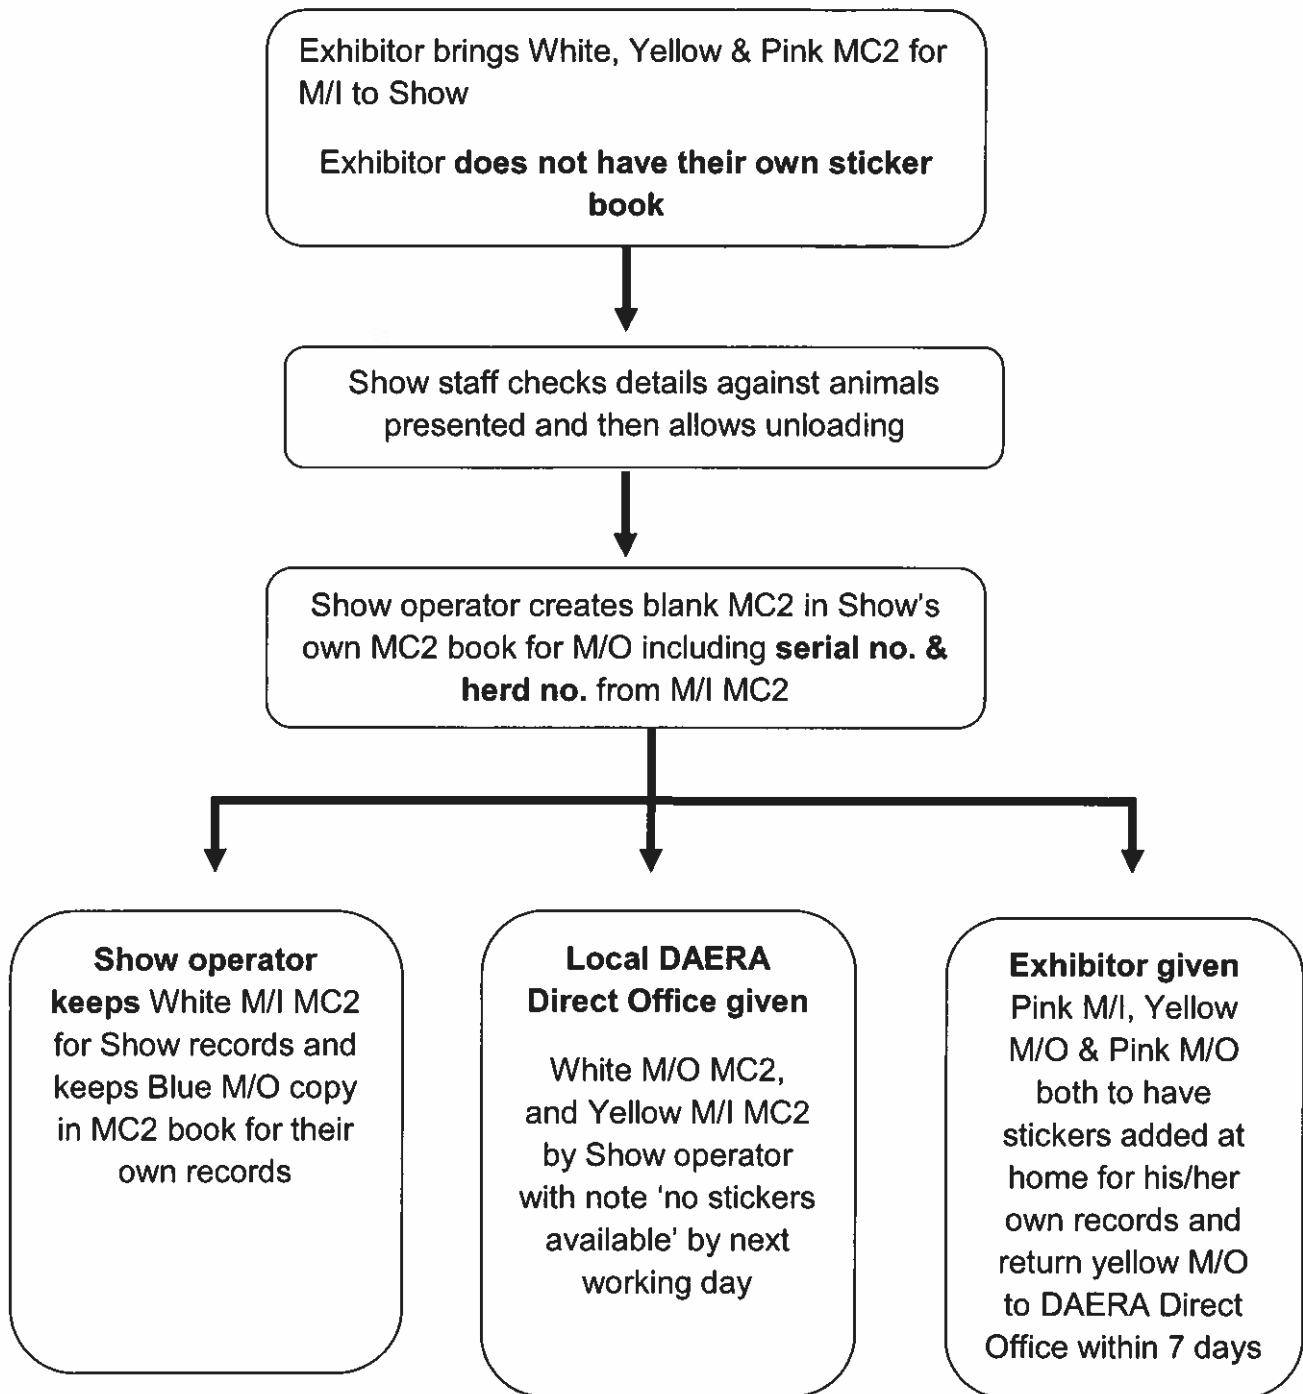 Exhibitor brings White, Yellow & Pink MC2 for
M/I to Show
Exhibitor does not have their own sticker
book
Show staff checks details against animals
presented and then allows unloading
Show operator creates blank MC2 in Show's
own MC2 book for M/O including serial no. &
herd no. from M/I MC2
Show operator
keeps White M/I MC2
for Show records and
keeps Blue M/O copy
in MC2 book for their
own records
Local DAERA
Direct Office given
White M/O MC2,
and Yellow M/I MC2
by Show operator
with note 'no stickers
available' by next
working day
Exhibitor given
Pink M/I, Yellow
M/O & Pink M/O
both to have
stickers added at
home for his/her
own records and
return yellow M/O
to DAERA Direct
Office within 7 days